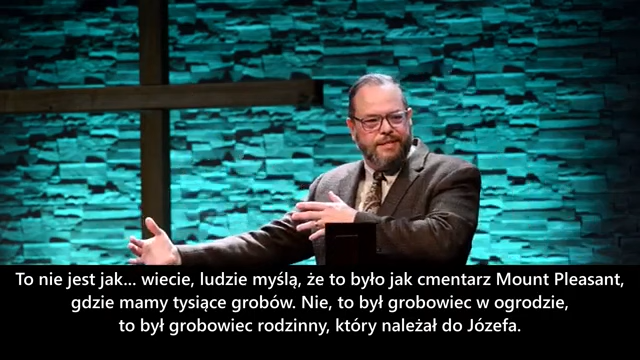 To nie jest jak... wiecie, ludzie myślą, że to było jak cmentarz Mount Pleasant,
gdzie mamy tysiące grobów. Nie, to był grobowiec w ogrodzie,
to był grobowiec rodzinny, który należał do Józefa.